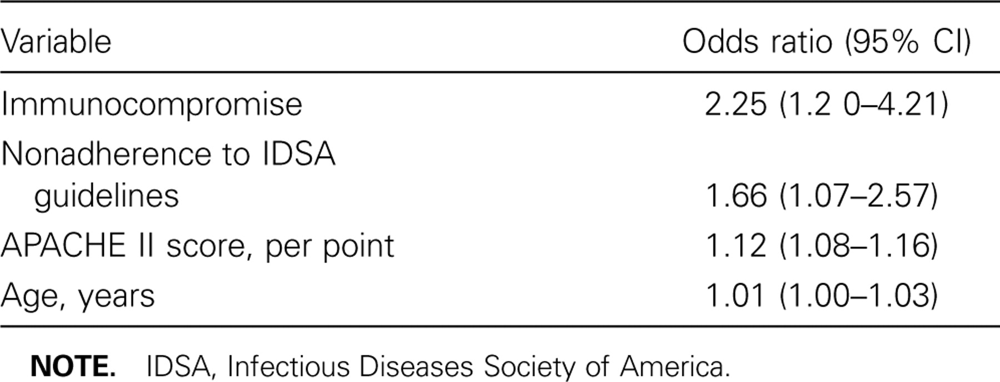 Variable Odds ratio (95% CI)
Immunocompromise 2.25 (1.2 0–4.21)
Nonadherence to IDSA
guidelines 1.66 (1.07–2.57)
APACHE II score, per point 1.12 (1.08–1.16)
Age, years 1.01 (1.00–1.03)
NOTE. IDSA, Infectious Diseases Society of America.